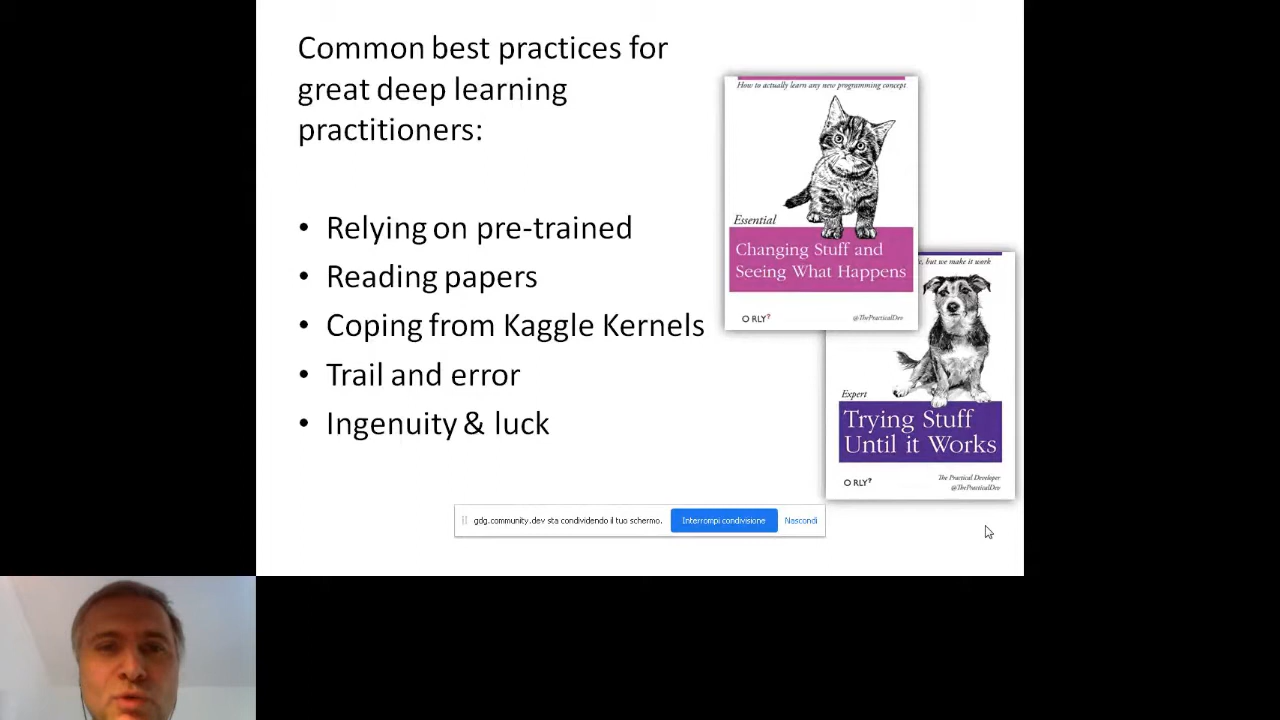 Common best practices for
great deep learning
practitioners:
• Relying on pre-trained
• Reading papers
• Coping from Kaggle Kernels
• Trail and error
• Ingenuity & luck
How to actually learn any new programming concept
Essential
Changing Stuff and
Seeing What Happens
O RLY?
@ThePracticalDev
, but we make it work
Expert
Trying Stuff
Until it Works
O RLY?
The Practical Developer
@ThePracticalDev
gdg.community.dev sta condividendo il tuo schermo.
Interrompi condivisione
Nascondi